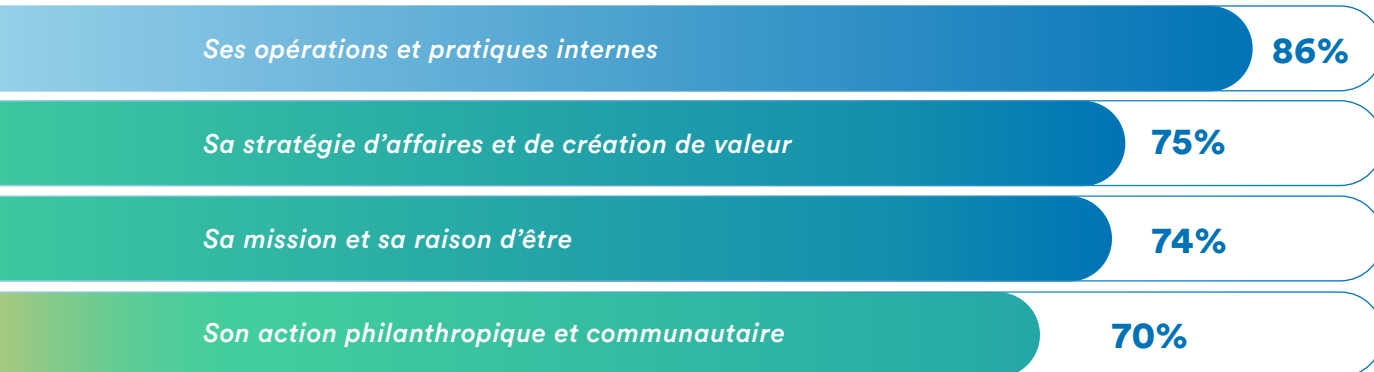 Ses opérations et pratiques internes 86%
Sa stratégie d’affaires et de création de valeur 75%
Sa mission et sa raison d’être 74%
Son action philanthropique et communautaire 70%